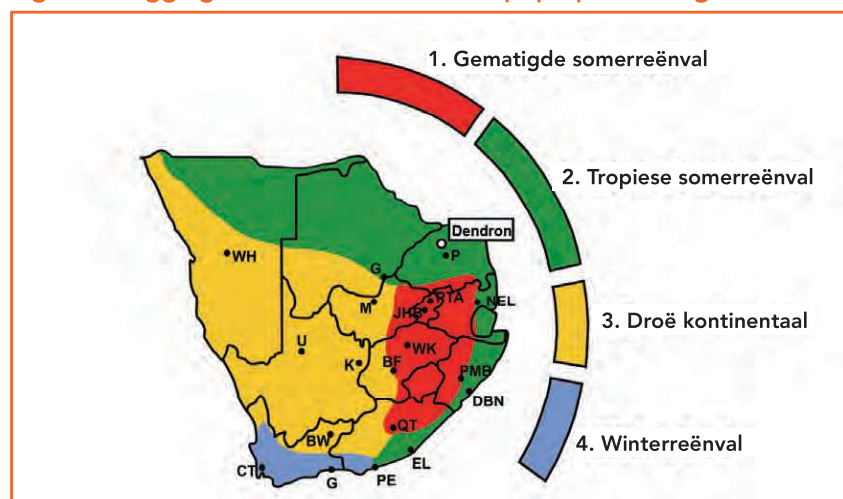 1. Gematigde somerreënval
2. Tropiese somerreënval
Dendron
P
WH
G
PTA
NEL
M
JHB
3. Droë kontinentaal
U
WK
K
BF
PMB
DBN
QT
BW
4. Winterreënval
EL
CT
G
PE